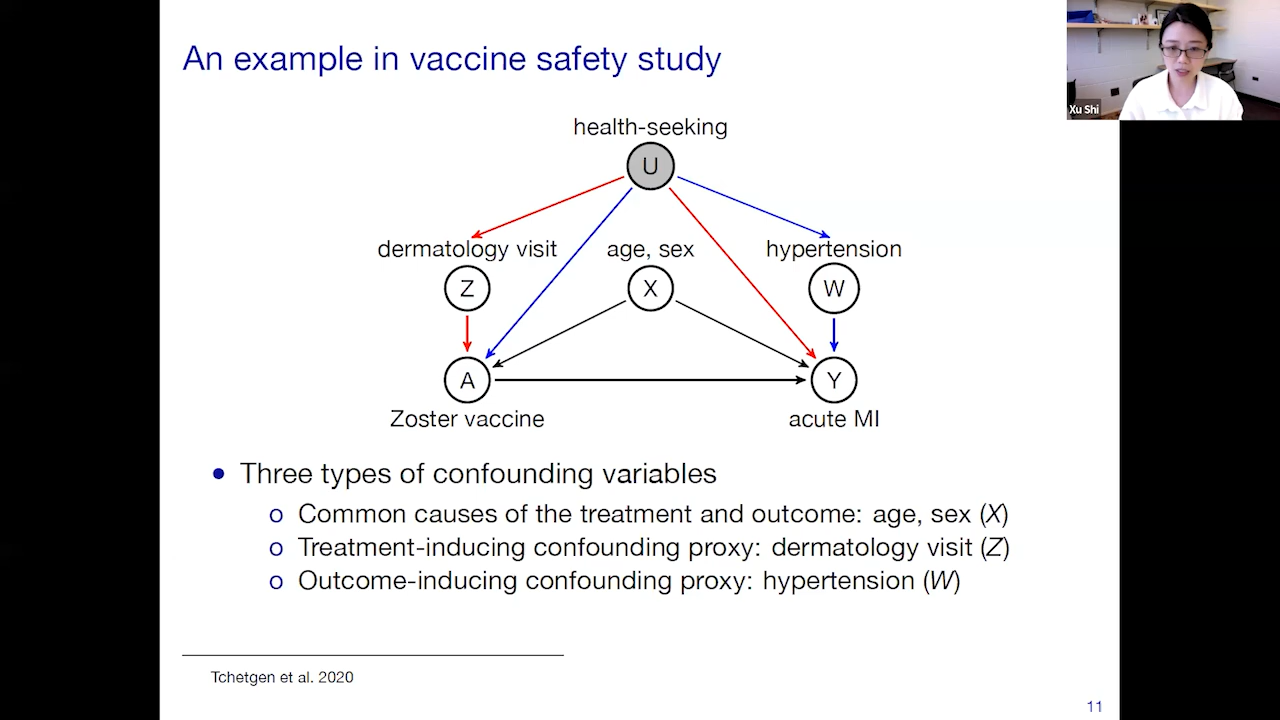 An example in vaccine safety study
Xu Shi
health-seeking
U
dermatology visit
age, sex
hypertension
Z
X
W
A
Y
Zoster vaccine
acute MI
• Three types of confounding variables
o Common causes of the treatment and outcome: age, sex (X)
o Treatment-inducing confounding proxy: dermatology visit (Z)
o Outcome-inducing confounding proxy: hypertension (W)
Tchetgen et al. 2020
11